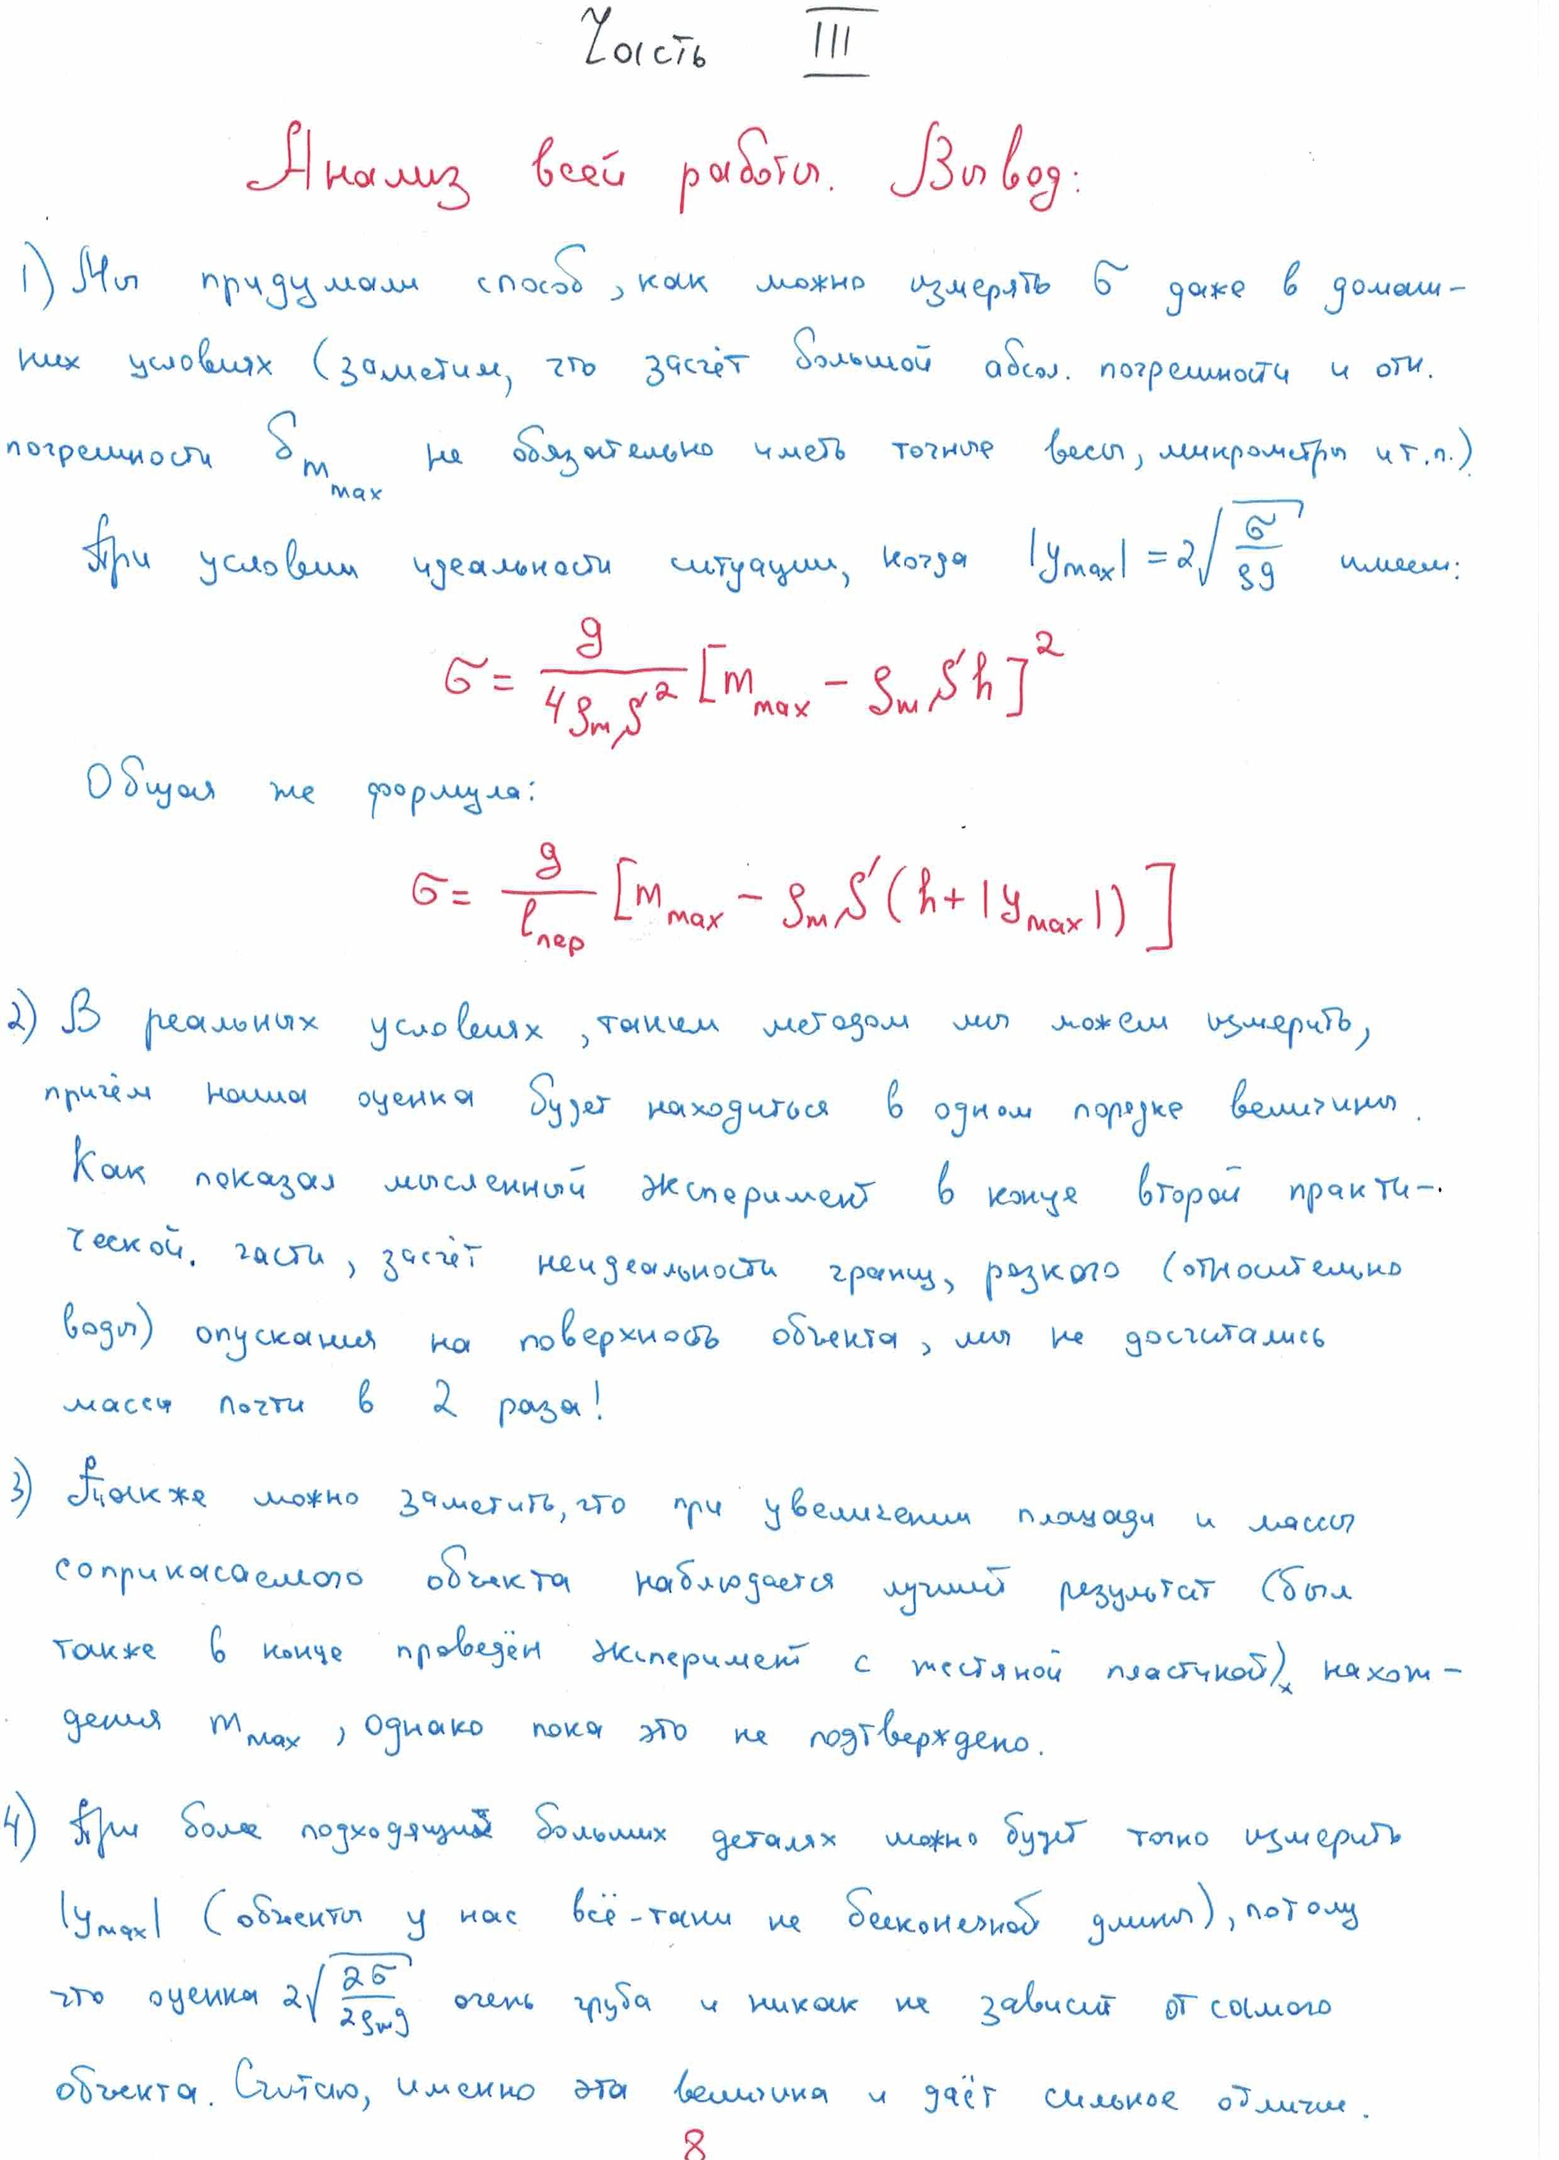 Часть III
Анализ всей работы. Вывод:
1) Мы придумали способ, как можно измерять σ даже в домаш-
них условиях (заметим, что засчёт большой абсол. погрешности и отн.
погрешности δ_m_max не обязательно иметь точные весы, микрометры и т.п.)
При условии идеальности ситуации, когда |y_max| = 2√(σ/ρg) имеем:
σ = g/(4ρ_ж S²) [m_max − ρ_ж S h]²
Общая же формула:
σ = g/l_пер [m_max − ρ_ж S (h + |y_max|)]
2) В реальных условиях, таким методом мы можем измерить,
причём наша оценка будет находиться в одном порядке величины.
Как показал мысленный эксперимент в конце второй практи-
ческой. части, засчёт неидеальности границ, резкого (относительно
воды) опускания на поверхность объекта, мы не досчитались
массы почти в 2 раза!
3) Также можно заметить, что при увеличении площади и массы
соприкасаемого объекта наблюдается лучший результат (был
также в конце проведён эксперимент с жестяной пластикой) нахож-
дения m_max, однако пока это не подтверждено.
4) При более подходящих больших деталях можно будет точно измерить
|y_max| (объекты у нас всё-таки не бесконечной длины), потому
что оценка 2√(2σ/2ρ_ж g) очень груба и никак не зависит от самого
объекта. Считаю, именно эта величина и даёт сильное отличие.
8